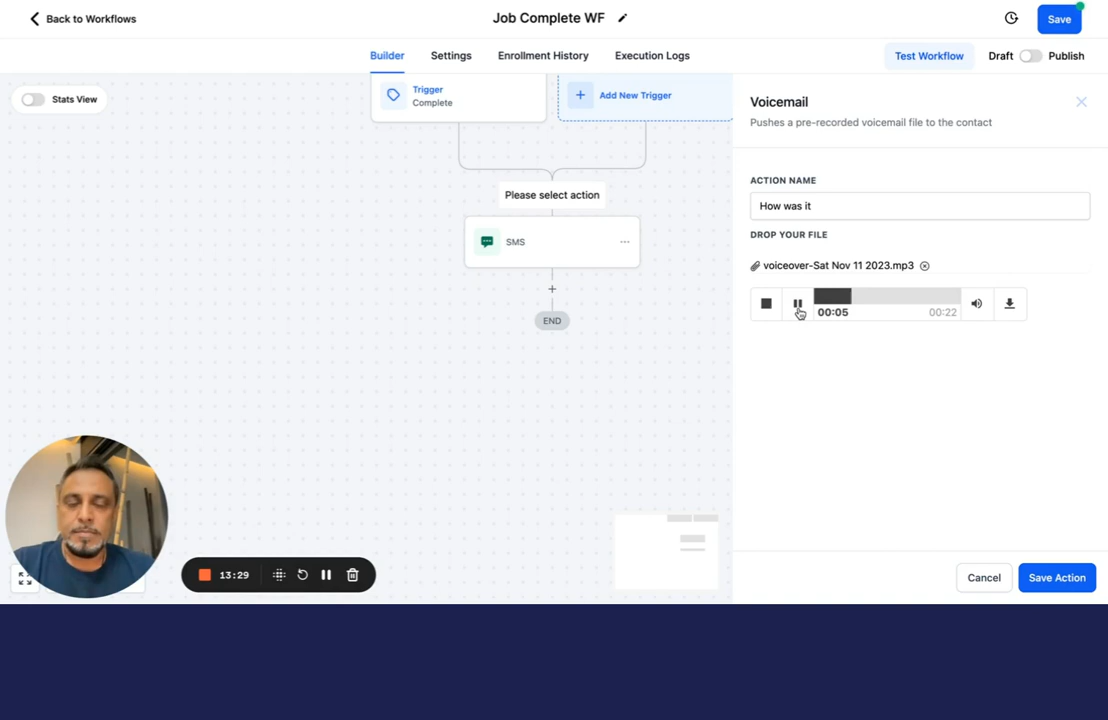 Back to Workflows
Job Complete WF
Save
Builder
Settings
Enrollment History
Execution Logs
Test Workflow
Draft
Publish
Stats View
Trigger
Complete
Add New Trigger
Please select action
SMS
END
Voicemail
Pushes a pre-recorded voicemail file to the contact
ACTION NAME
How was it
DROP YOUR FILE
voiceover-Sat Nov 11 2023.mp3
00:05
00:22
13:29
Cancel
Save Action